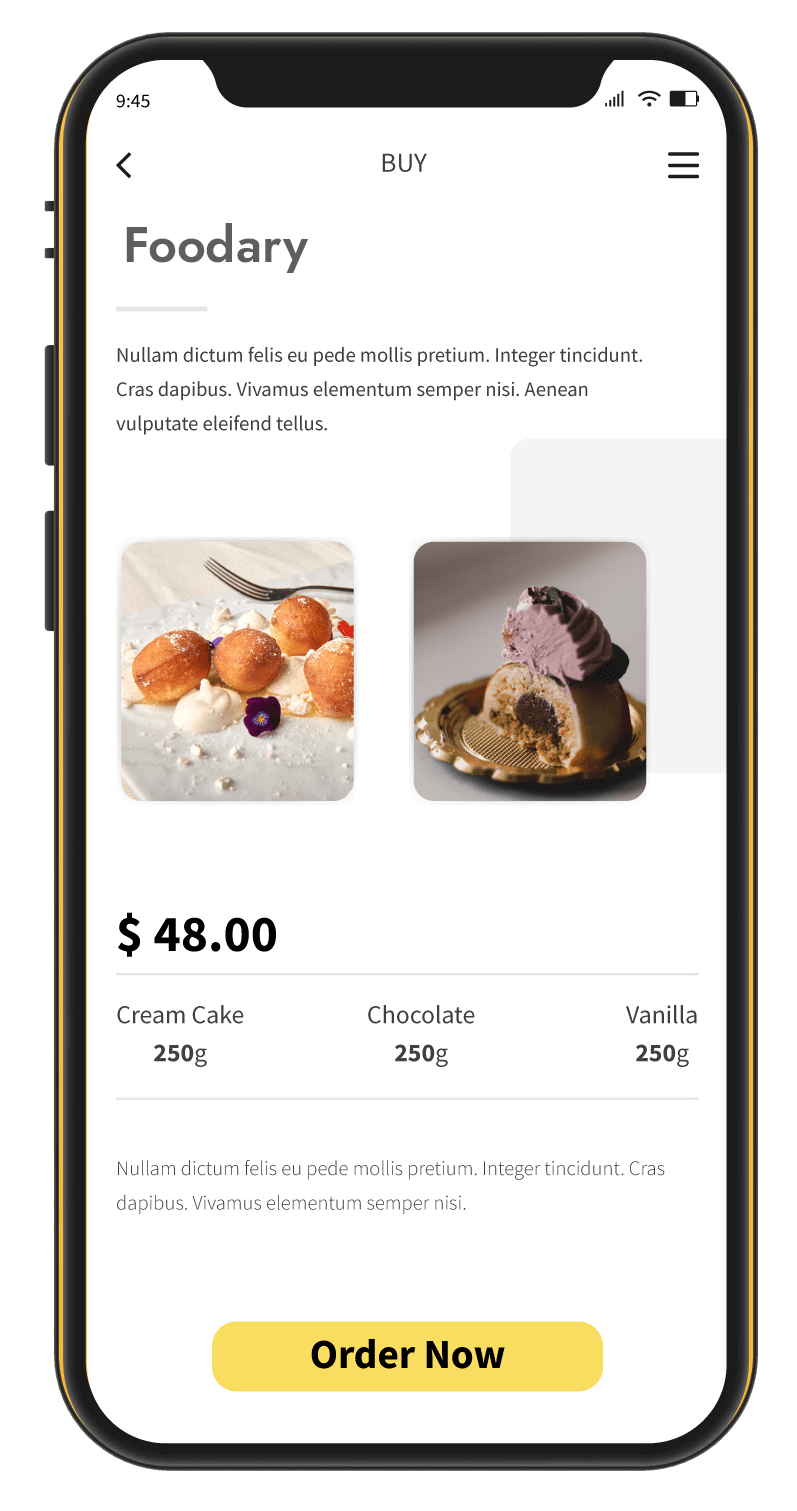 9:45
BUY
Foodary
Nullam dictum felis eu pede mollis pretium. Integer tincidunt.
Cras dapibus. Vivamus elementum semper nisi. Aenean
vulputate eleifend tellus.
$ 48.00
Cream Cake Chocolate Vanilla
250g 250g 250g
Nullam dictum felis eu pede mollis pretium. Integer tincidunt. Cras
dapibus. Vivamus elementum semper nisi.
Order Now